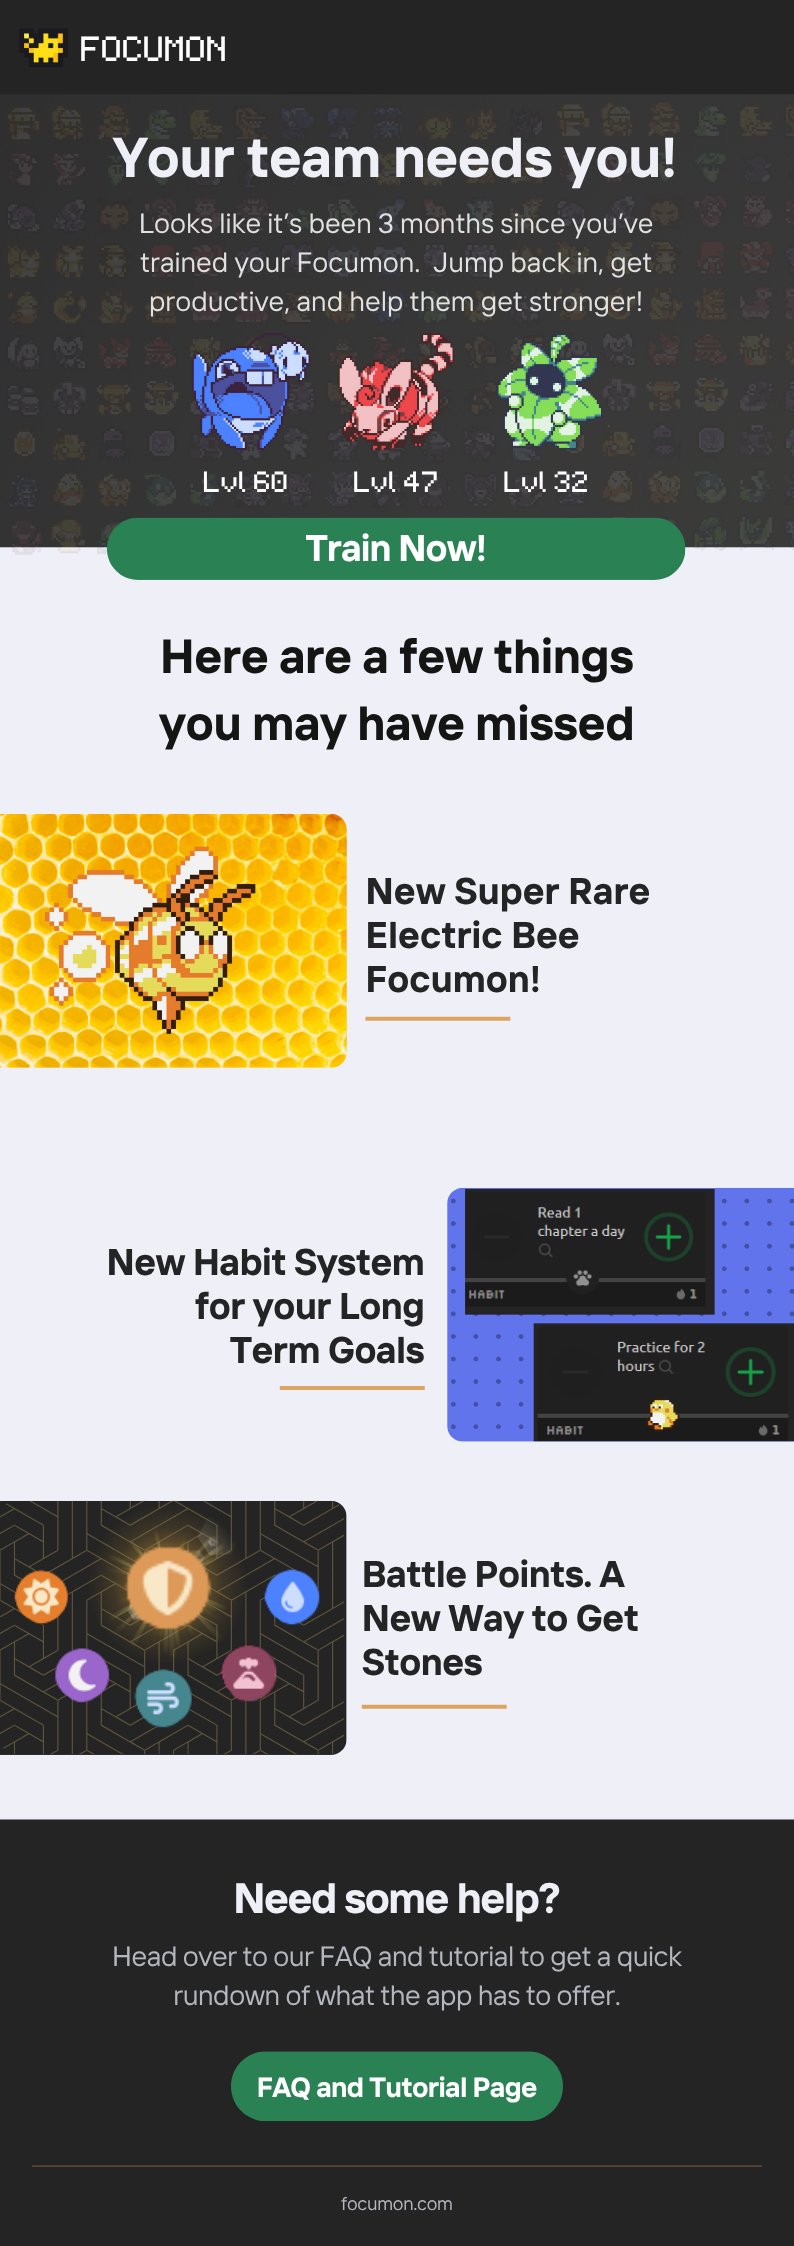 FOCUMON
Your team needs you!
Looks like it's been 3 months since you've
trained your Focumon.  Jump back in, get
productive, and help them get stronger!
Lvl 60 Lvl 47 Lvl 32
Train Now!
Here are a few things
you may have missed
New Super Rare
Electric Bee
Focumon!
New Habit System
for your Long
Term Goals
Read 1
chapter a day
HABIT 1
Practice for 2
hours
HABIT 1
Battle Points. A
New Way to Get
Stones
Need some help?
Head over to our FAQ and tutorial to get a quick
rundown of what the app has to offer.
FAQ and Tutorial Page
focumon.com